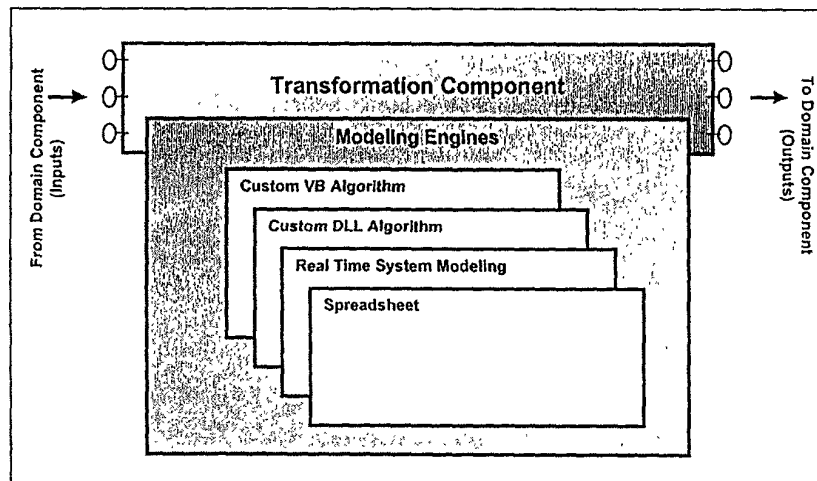 From Domain Component
(Inputs)
Transformation Component
Modeling Engines
Custom VB Algorithm
Custom DLL Algorithm
Real Time System Modeling
Spreadsheet
To Domain Component
(Outputs)